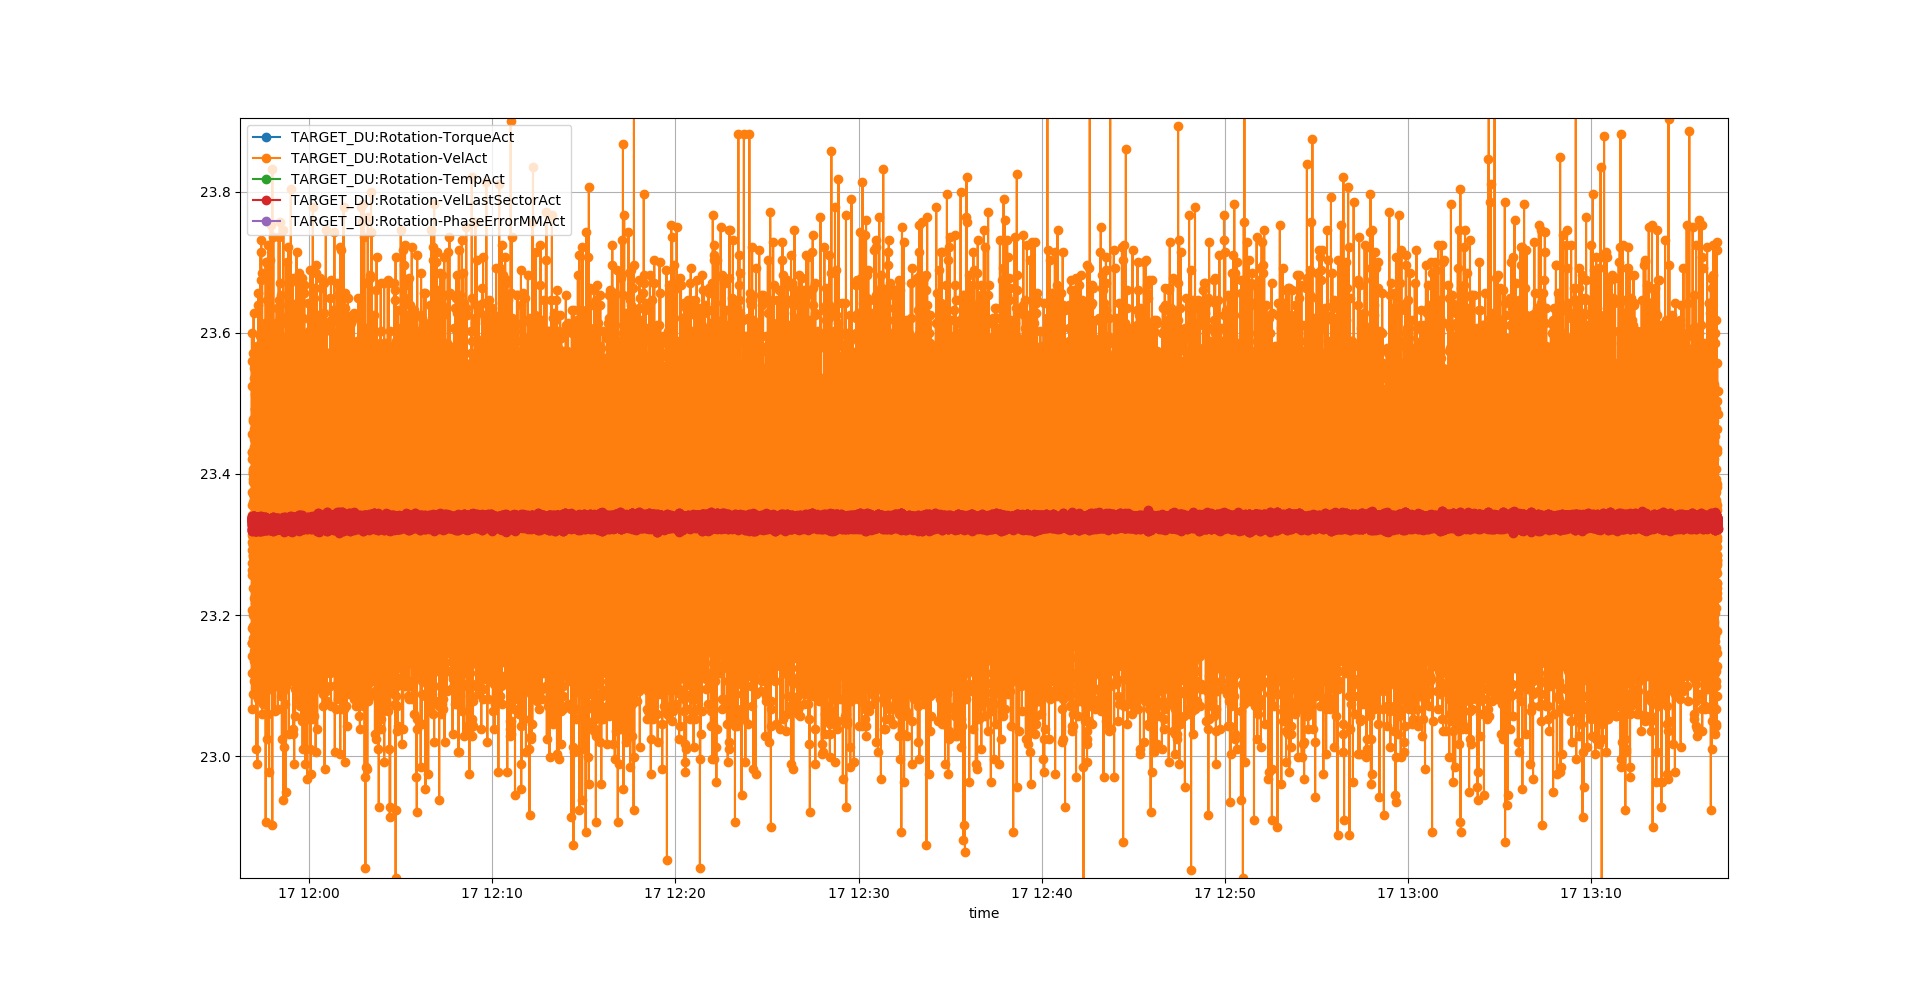 TARGET_DU:Rotation-TorqueAct
TARGET_DU:Rotation-VelAct
TARGET_DU:Rotation-TempAct
TARGET_DU:Rotation-VelLastSectorAct
TARGET_DU:Rotation-PhaseErrorMMAct
23.8
23.6
23.4
23.2
23.0
17 12:00 17 12:10 17 12:20 17 12:30 17 12:40 17 12:50 17 13:00 17 13:10
time